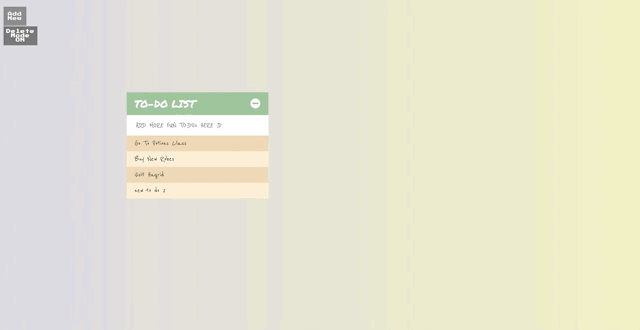 Add
New
Delete
Mode
ON
TO-DO LIST
ADD MORE FUN TO-DOs HERE :D
Go To Potions Class
Buy New Robes
Visit Hagrid
new to do